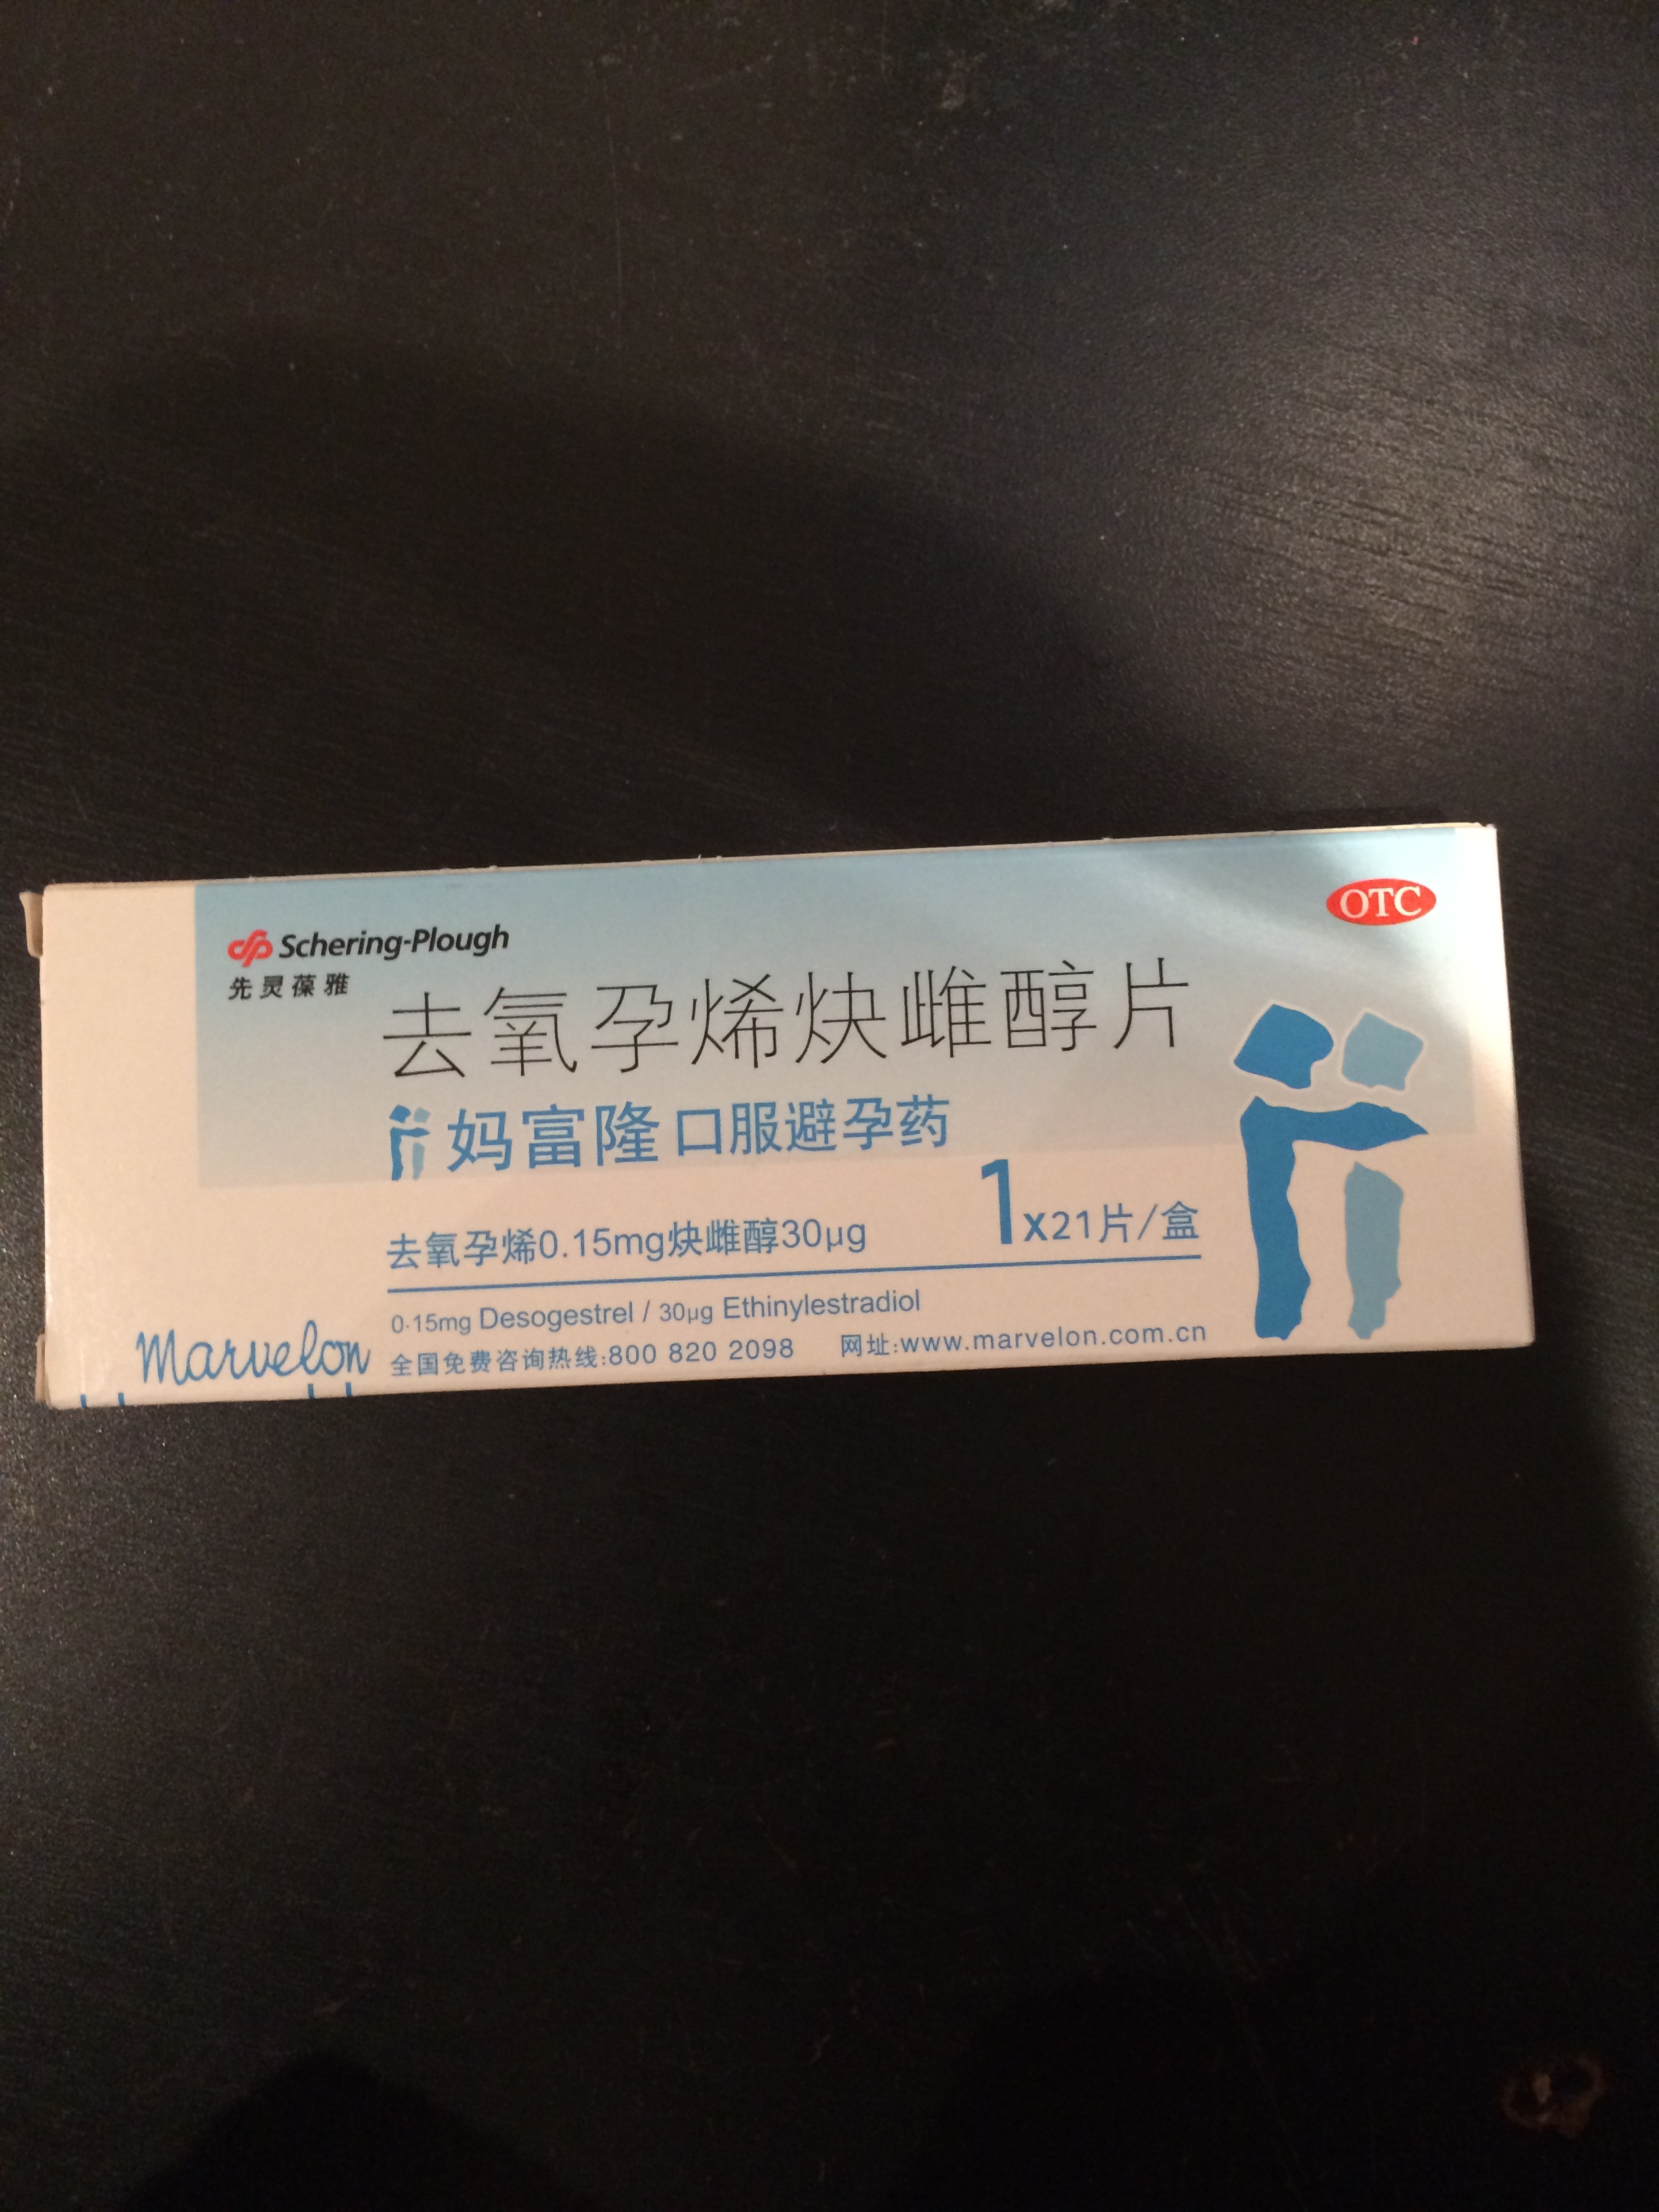 OTC
Schering-Plough
先灵葆雅
去氧孕烯炔雌醇片
妈富隆口服避孕药
去氧孕烯0.15mg炔雌醇30μg
1x21片/盒
0.15mg Desogestrel / 30μg Ethinylestradiol
Marvelon
全国免费咨询热线:800 820 2098 网址:www.marvelon.com.cn